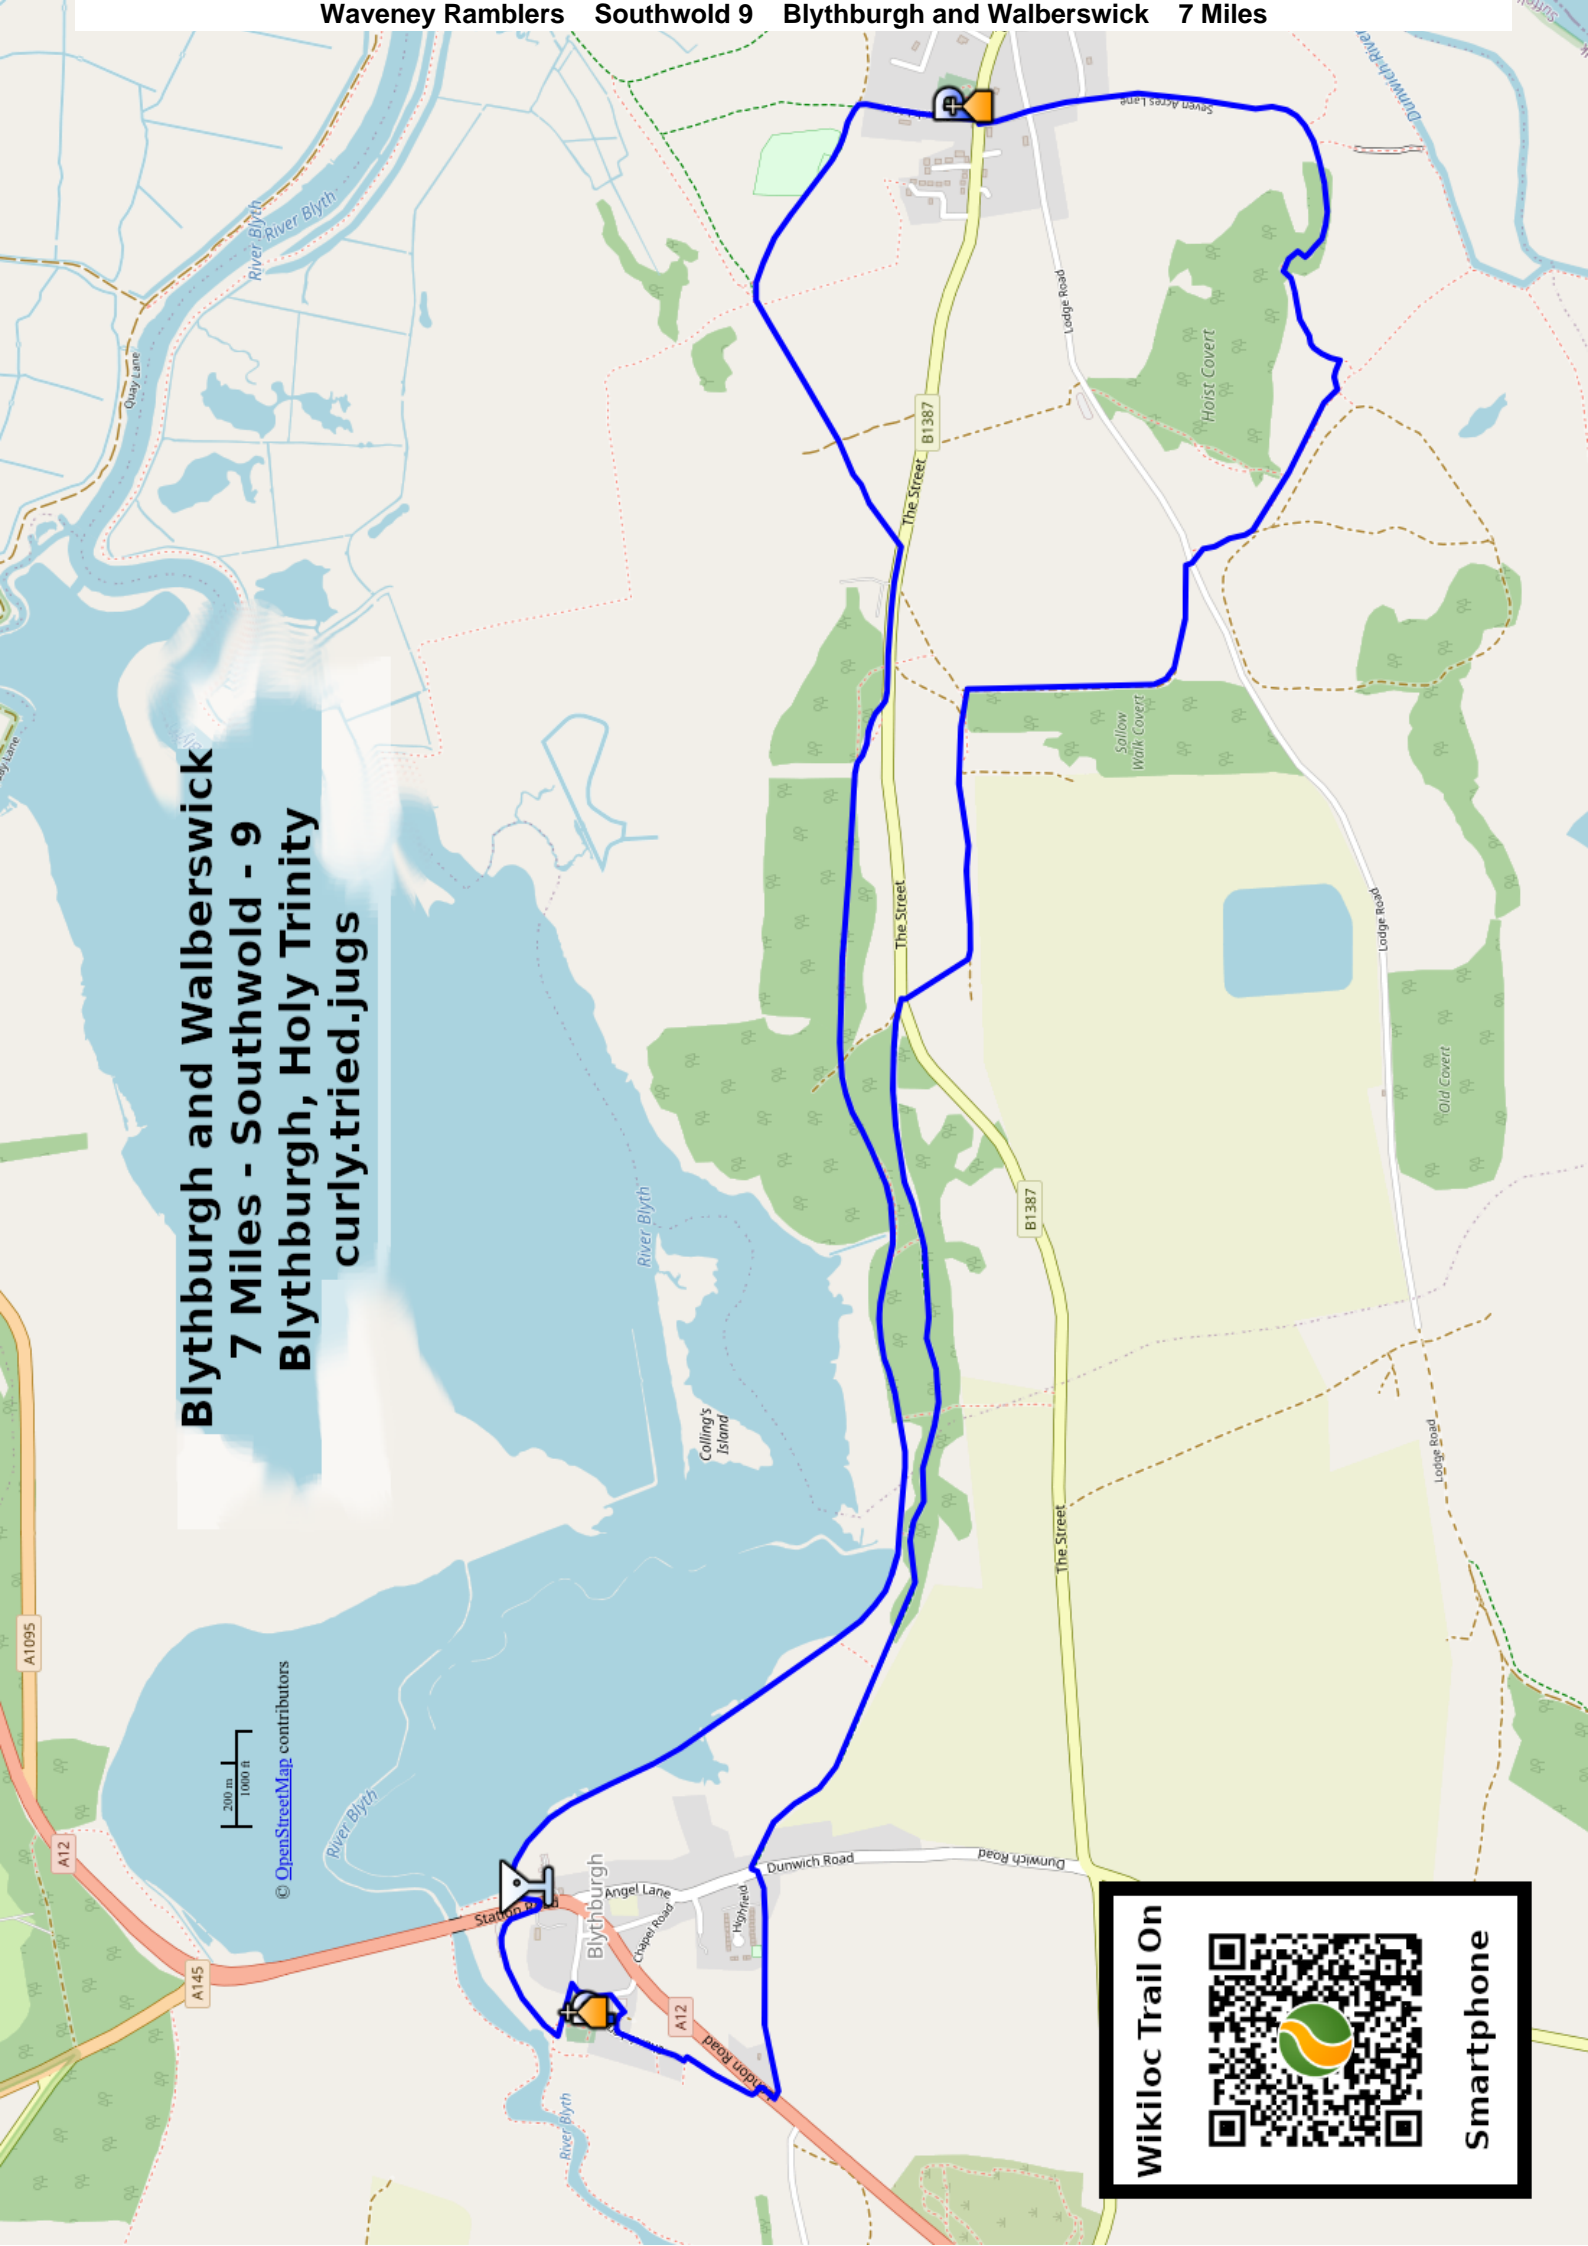 Waveney Ramblers Southwold 9 Blythburgh and Walberswick 7 Miles
Blythburgh and Walberswick
7 Miles - Southwold - 9
Blythburgh, Holy Trinity
curly.tried.jugs
River Blyth
River Blyth
Quay Lane
Dunwich River
Seven Acres Lane
Lodge Road
Hoist Covert
B1387
The Street
Sallow
Walk Covert
The Street
Lodge Road
Old Covert
B1387
River Blyth
Colling's
Island
Lodge Road
The Street
A1095
A12
200 m
1000 ft
© OpenStreetMap contributors
River Blyth
A145
Blythburgh
Angel Lane
Chapel Road
Highfield
Dunwich Road
Dunwich Road
A12
River Blyth
Wikiloc Trail On
Smartphone